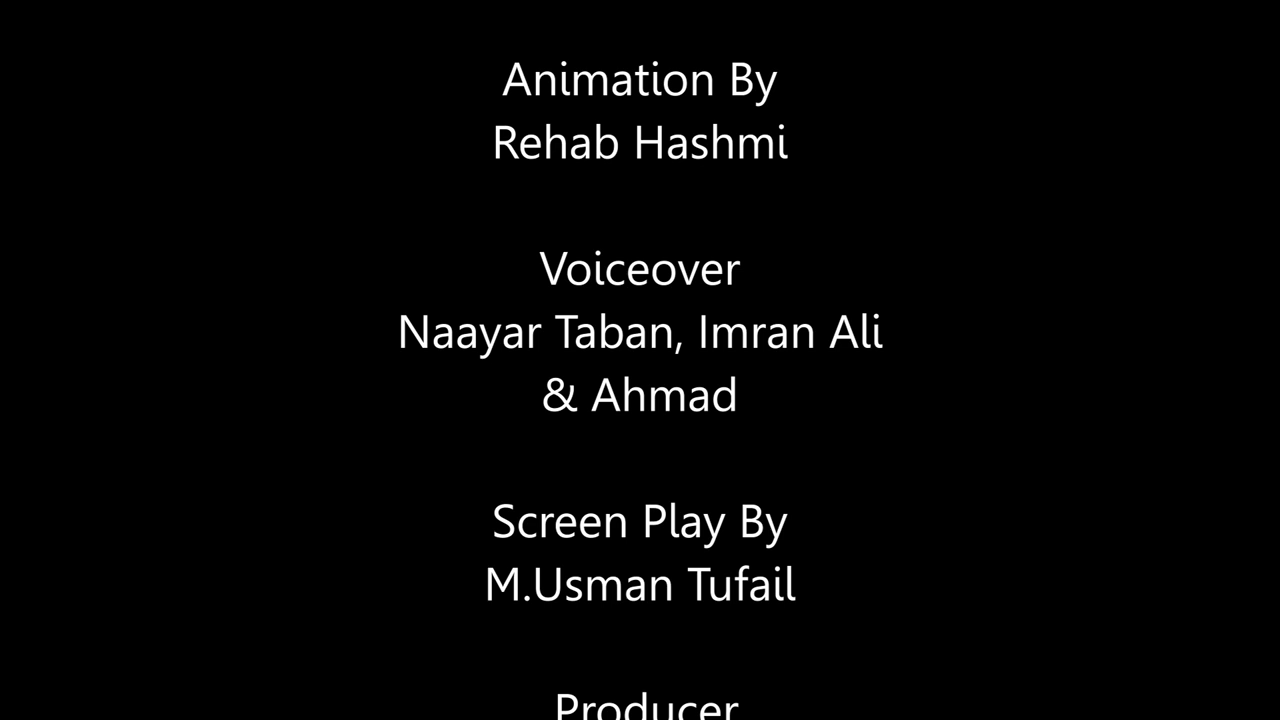 Animation By
Rehab Hashmi
Voiceover
Naayar Taban, Imran Ali
& Ahmad
Screen Play By
M.Usman Tufail
Producer